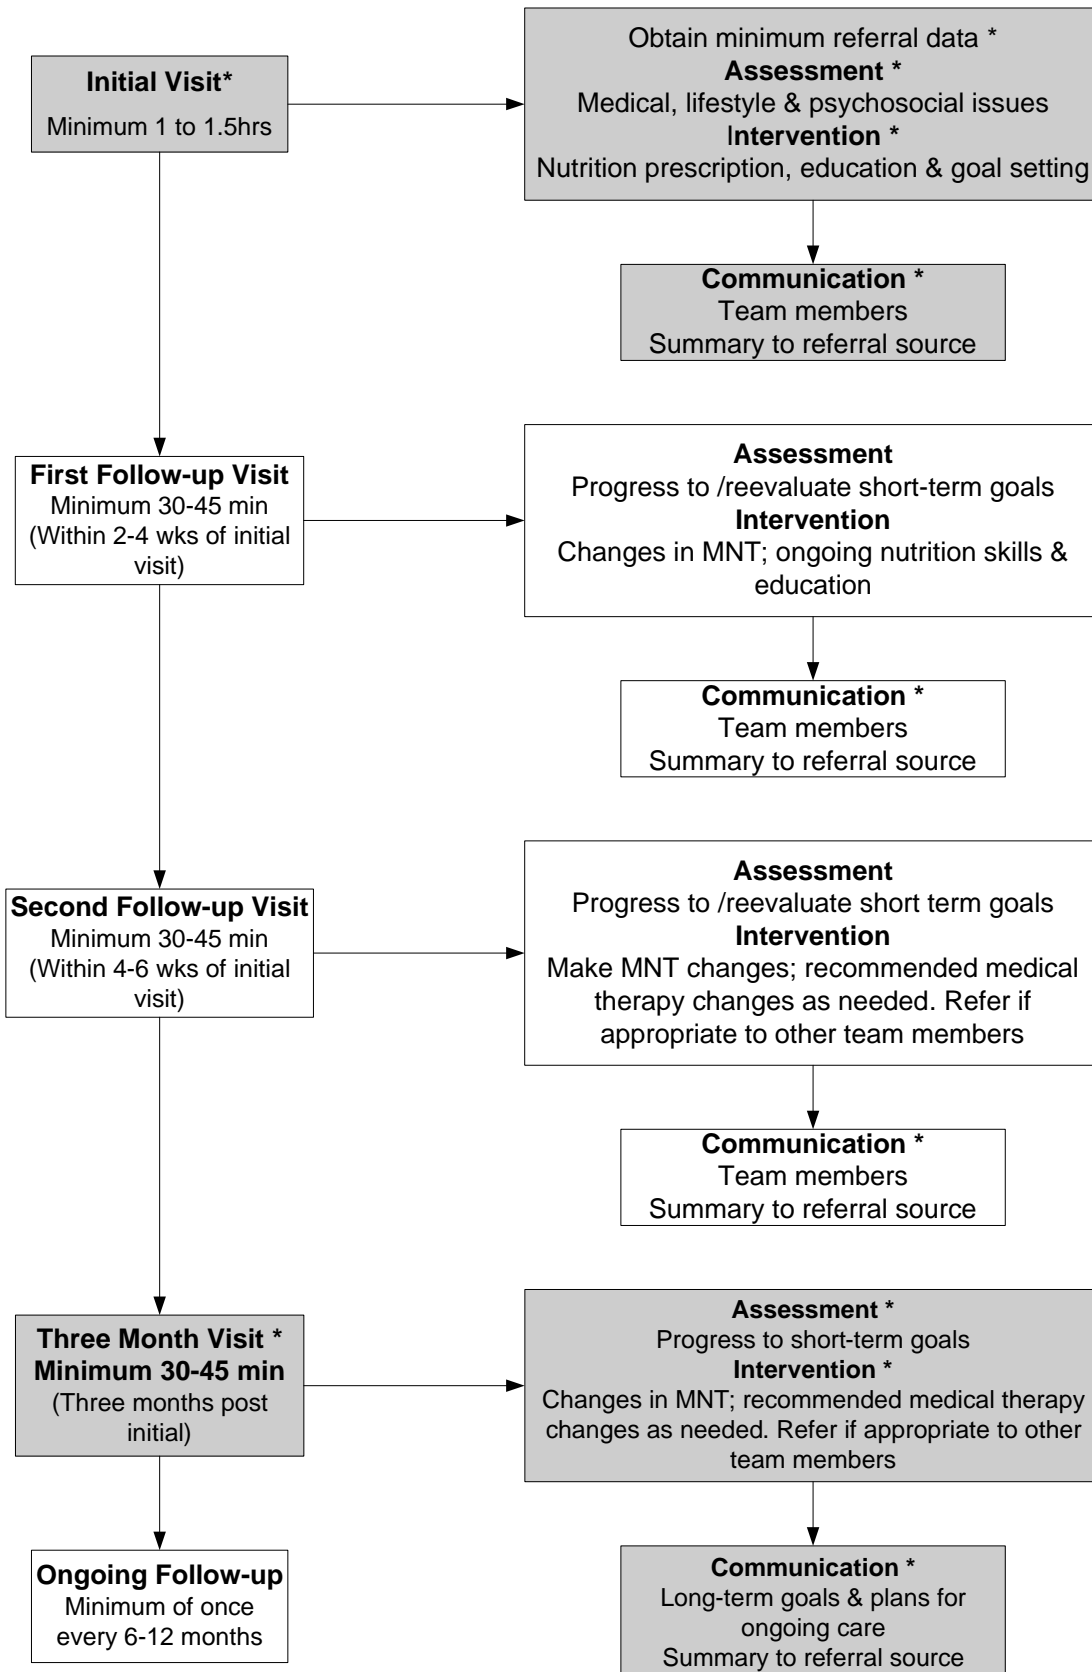 Initial Visit*
Minimum 1 to 1.5hrs
Obtain minimum referral data *
Assessment *
Medical, lifestyle & psychosocial issues
Intervention *
Nutrition prescription, education & goal setting
Communication *
Team members
Summary to referral source
First Follow-up Visit
Minimum 30-45 min
(Within 2-4 wks of initial
visit)
Assessment
Progress to /reevaluate short-term goals
Intervention
Changes in MNT; ongoing nutrition skills &
education
Communication *
Team members
Summary to referral source
Second Follow-up Visit
Minimum 30-45 min
(Within 4-6 wks of initial
visit)
Assessment
Progress to /reevaluate short term goals
Intervention
Make MNT changes; recommended medical
therapy changes as needed. Refer if
appropriate to other team members
Communication *
Team members
Summary to referral source
Three Month Visit *
Minimum 30-45 min
(Three months post
initial)
Assessment *
Progress to short-term goals
Intervention *
Changes in MNT; recommended medical therapy
changes as needed. Refer if appropriate to other
team members
Ongoing Follow-up
Minimum of once
every 6-12 months
Communication *
Long-term goals & plans for
ongoing care
Summary to referral source